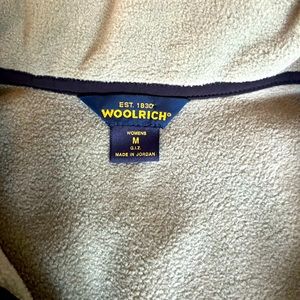 EST. 1830
WOOLRICH®
WOMENS
M
G.I.Z.
MADE IN JORDAN